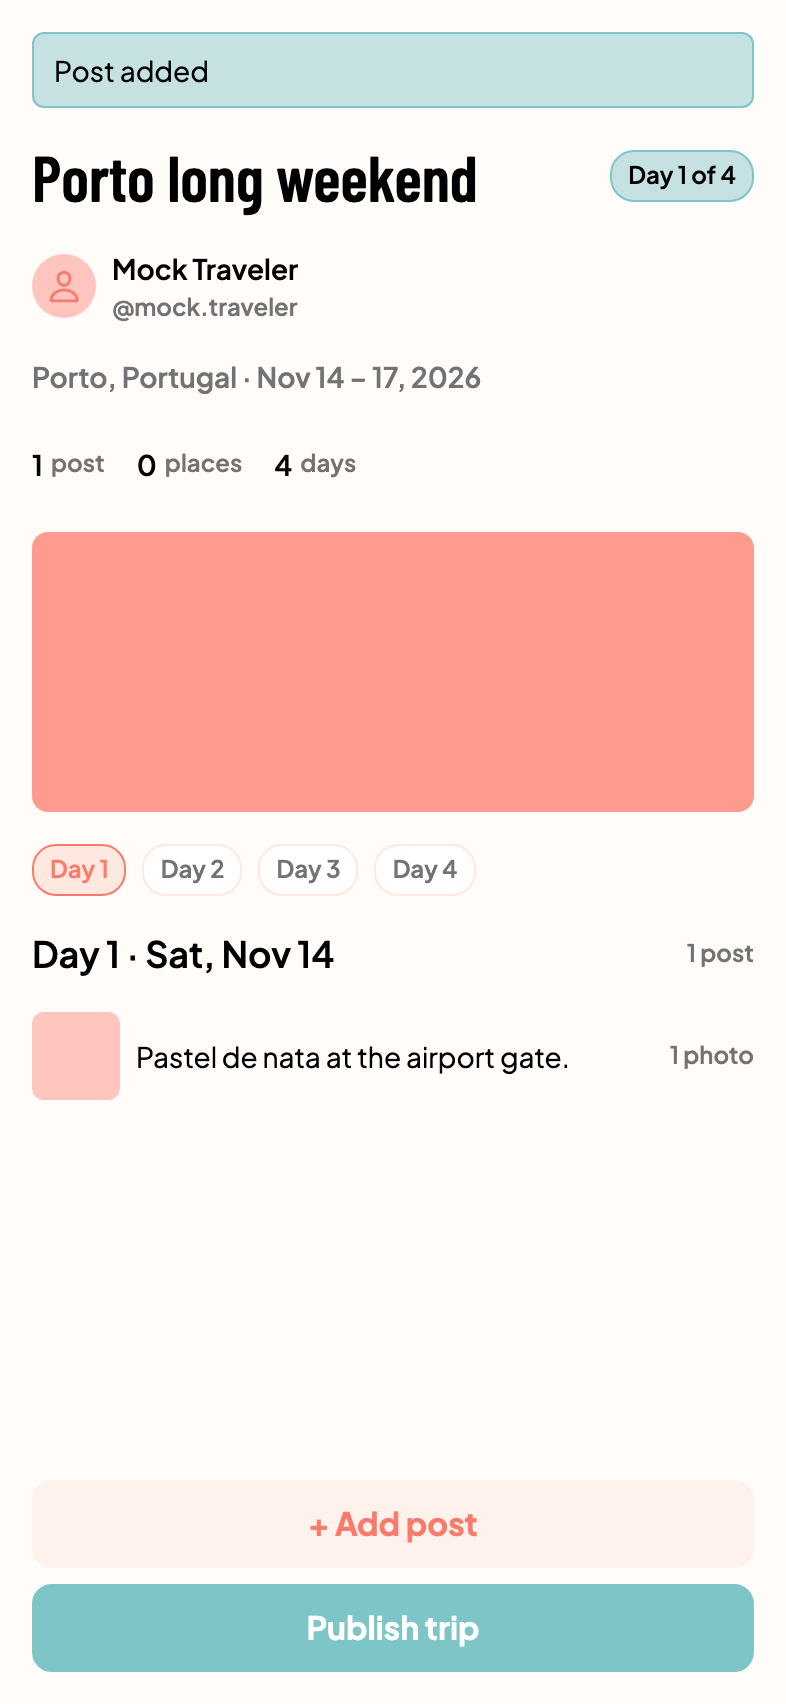 Post added
Porto long weekend
Day 1 of 4
Mock Traveler
@mock.traveler
Porto, Portugal · Nov 14 – 17, 2026
1 post 0 places 4 days
Day 1 Day 2 Day 3 Day 4
Day 1 · Sat, Nov 14
1 post
Pastel de nata at the airport gate.
1 photo
+ Add post
Publish trip